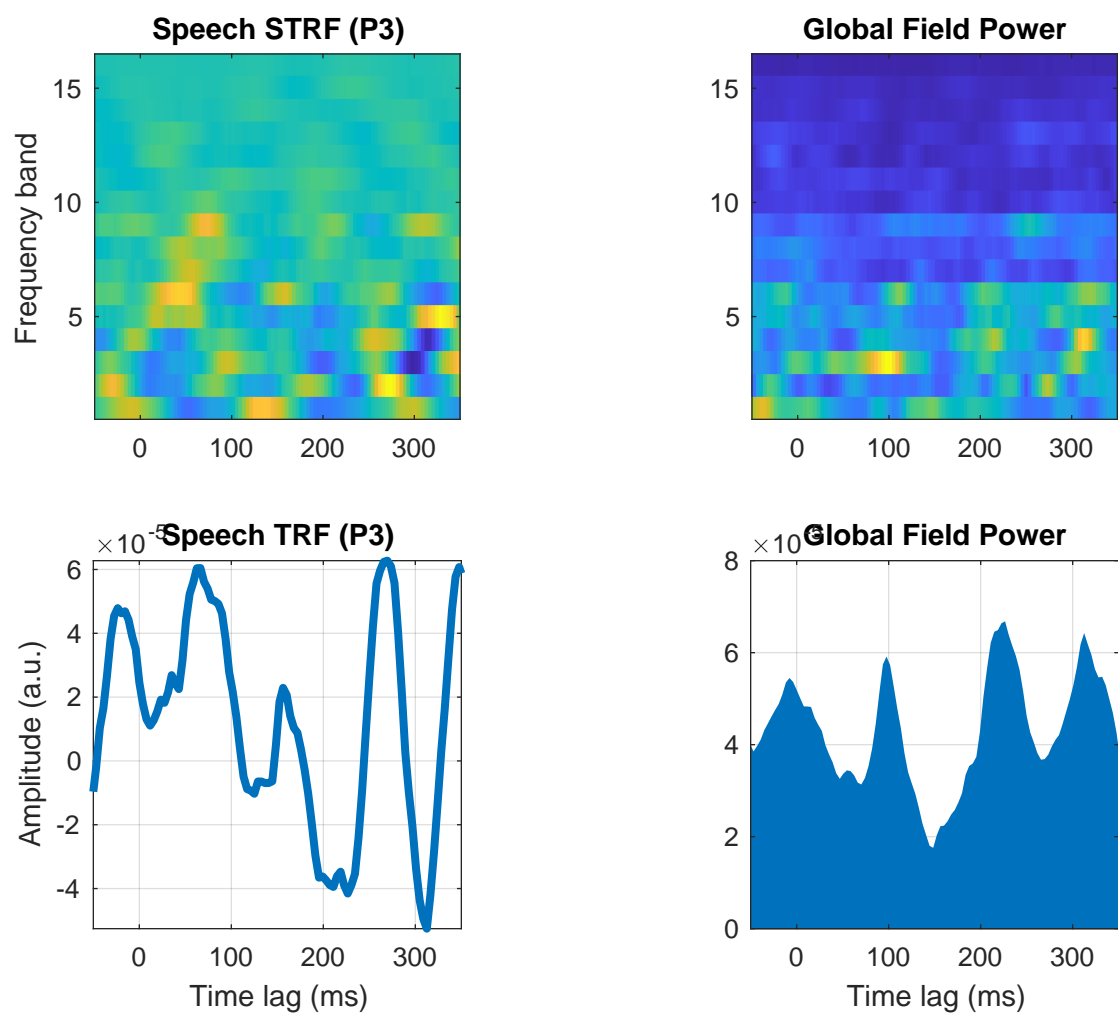 Speech STRF (P3)
Frequency band
15
10
5
0 100 200 300
Global Field Power
15
10
5
0 100 200 300
Speech TRF (P3)
×10⁻⁵
Amplitude (a.u.)
6
4
2
0
-2
-4
0 100 200 300
Time lag (ms)
Global Field Power
×10
8
6
4
2
0
0 100 200 300
Time lag (ms)